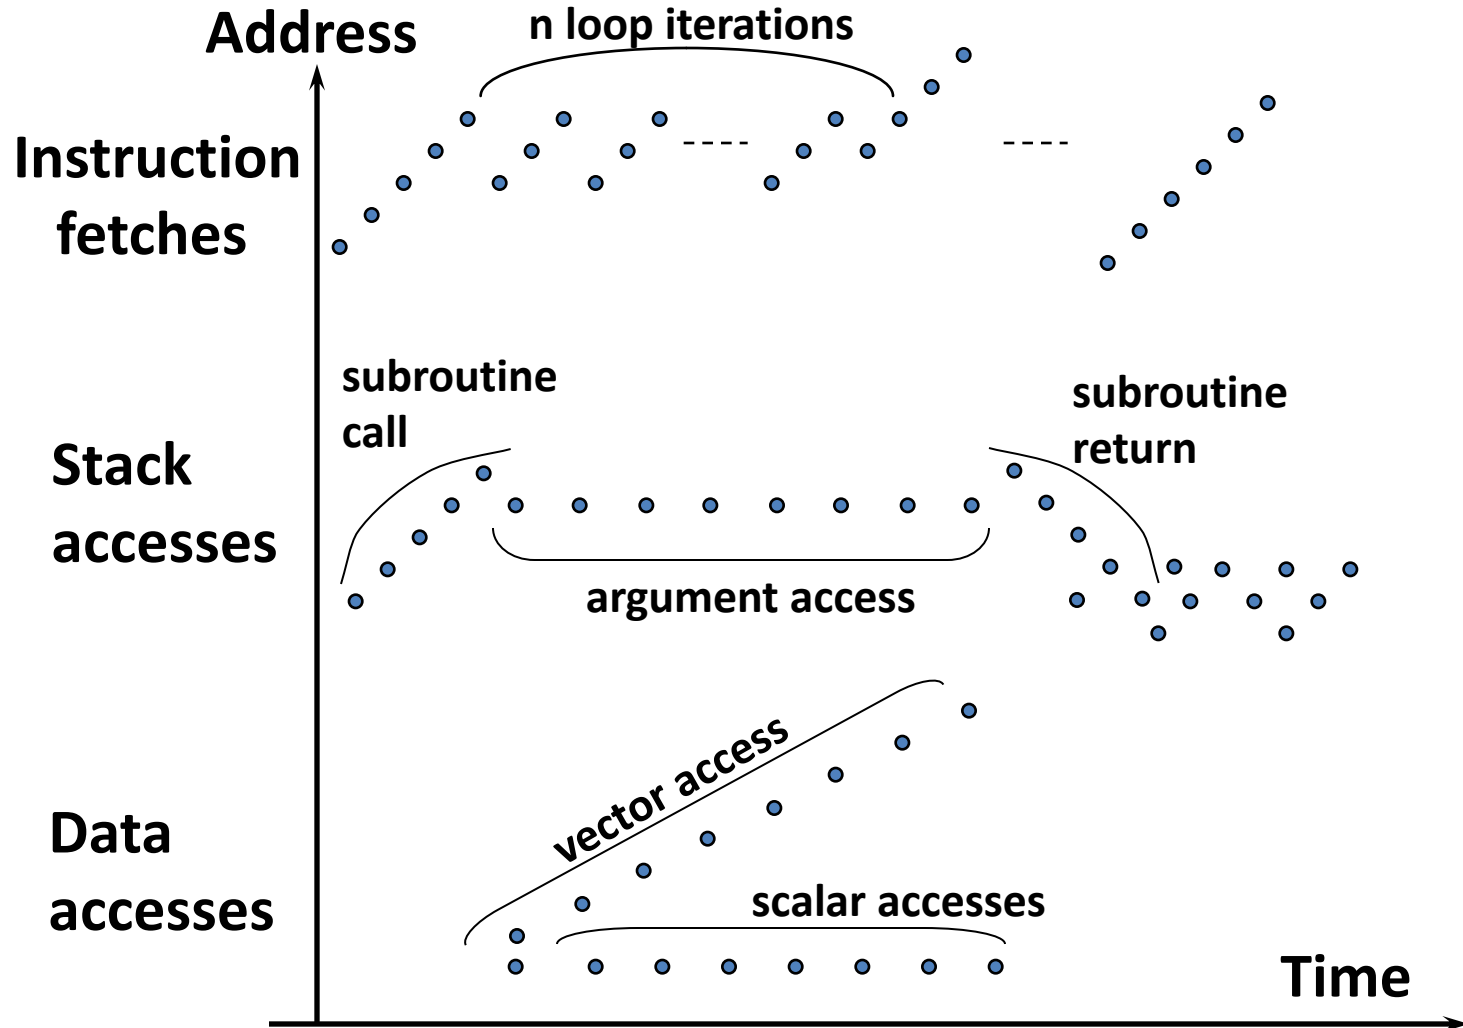 Address
n loop iterations
Instruction
fetches
subroutine
call
subroutine
return
Stack
accesses
argument access
vector access
Data
accesses
scalar accesses
Time